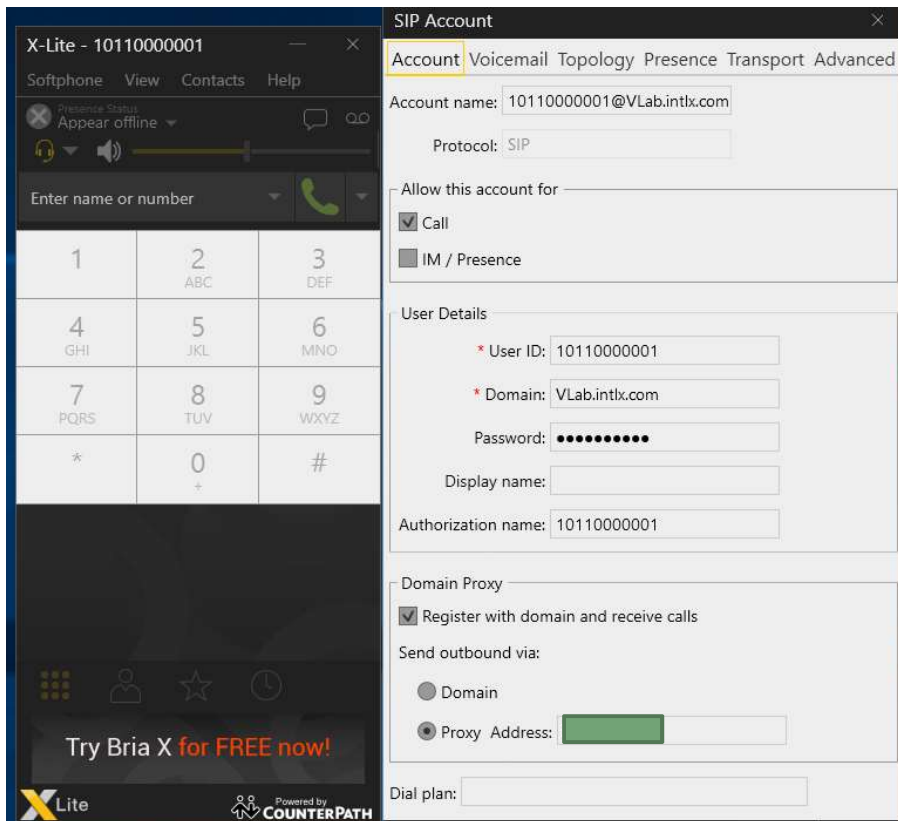 X-Lite - 10110000001
Softphone View Contacts Help
Presence Status
Appear offline
Enter name or number
1 2 3
ABC DEF
4 5 6
GHI JKL MNO
7 8 9
PQRS TUV WXYZ
* 0 #
+
Try Bria X for FREE now!
X Lite
Powered by
COUNTERPATH
SIP Account
Account Voicemail Topology Presence Transport Advanced
Account name: 10110000001@VLab.intlx.com
Protocol: SIP
Allow this account for
Call
IM / Presence
User Details
* User ID: 10110000001
* Domain: VLab.intlx.com
Password: ●●●●●●●●●●
Display name:
Authorization name: 10110000001
Domain Proxy
Register with domain and receive calls
Send outbound via:
Domain
Proxy Address:
Dial plan: